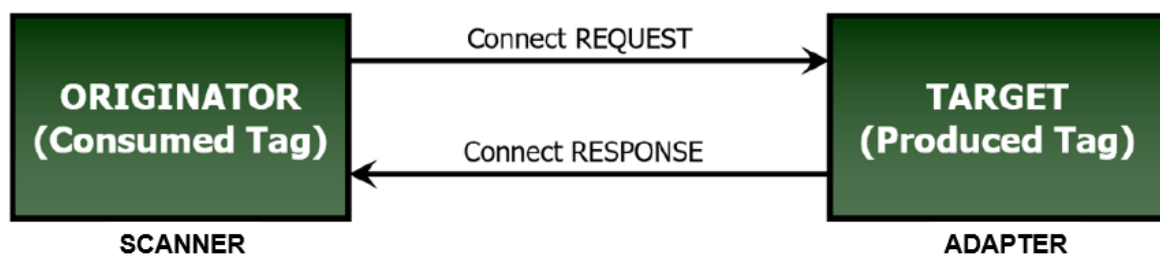 Connect REQUEST
ORIGINATOR
(Consumed Tag)
TARGET
(Produced Tag)
Connect RESPONSE
SCANNER
ADAPTER